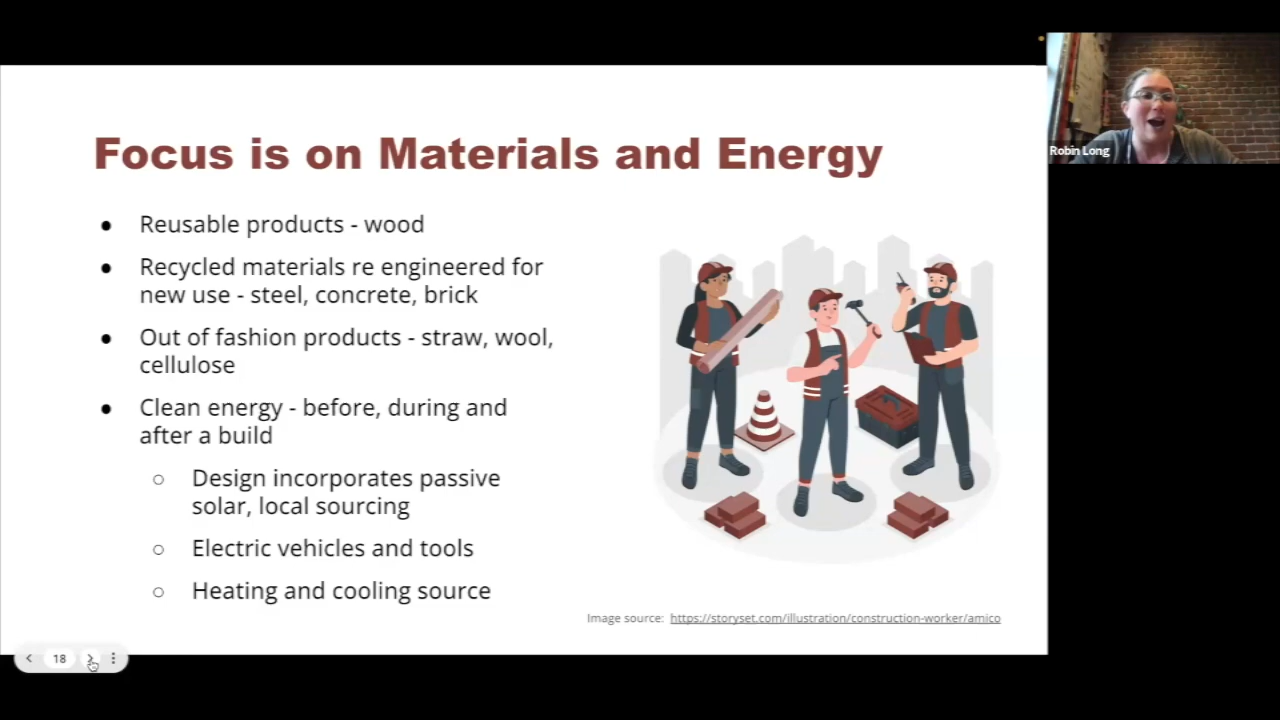 Focus is on Materials and Energy
● Reusable products - wood
● Recycled materials re engineered for
new use - steel, concrete, brick
● Out of fashion products - straw, wool,
cellulose
● Clean energy - before, during and
after a build
○ Design incorporates passive
solar, local sourcing
○ Electric vehicles and tools
○ Heating and cooling source
Image source: https://storyset.com/illustration/construction-worker/amico
18
Robin Long